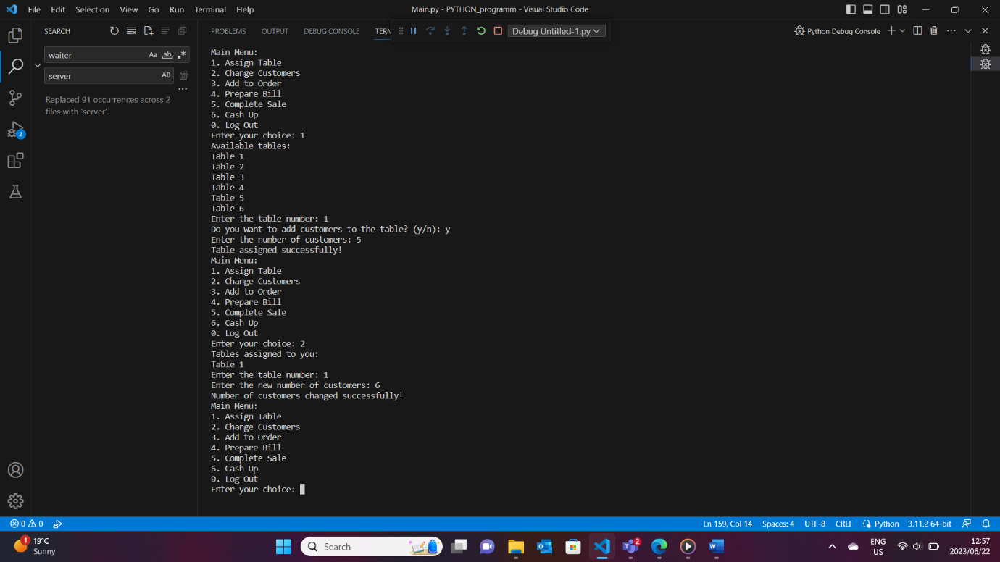 File Edit Selection View Go Run Terminal Help
Main.py - PYTHON_programm - Visual Studio Code
SEARCH
waiter
Aa ab
server
AB
Replaced 91 occurrences across 2
files with 'server'.
2
PROBLEMS OUTPUT DEBUG CONSOLE TERM
Debug Untitled-1.py
Python Debug Console
Main Menu:
1. Assign Table
2. Change Customers
3. Add to Order
4. Prepare Bill
5. Complete Sale
6. Cash Up
0. Log Out
Enter your choice: 1
Available tables:
Table 1
Table 2
Table 3
Table 4
Table 5
Table 6
Enter the table number: 1
Do you want to add customers to the table? (y/n): y
Enter the number of customers: 5
Table assigned successfully!
Main Menu:
1. Assign Table
2. Change Customers
3. Add to Order
4. Prepare Bill
5. Complete Sale
6. Cash Up
0. Log Out
Enter your choice: 2
Tables assigned to you:
Table 1
Enter the table number: 1
Enter the new number of customers: 6
Number of customers changed successfully!
Main Menu:
1. Assign Table
2. Change Customers
3. Add to Order
4. Prepare Bill
5. Complete Sale
6. Cash Up
0. Log Out
Enter your choice:
0 0
Ln 159, Col 14 Spaces: 4 UTF-8 CRLF Python 3.11.2 64-bit
1
19°C
Sunny
Search
2
W
ENG
US
12:57
2023/06/22